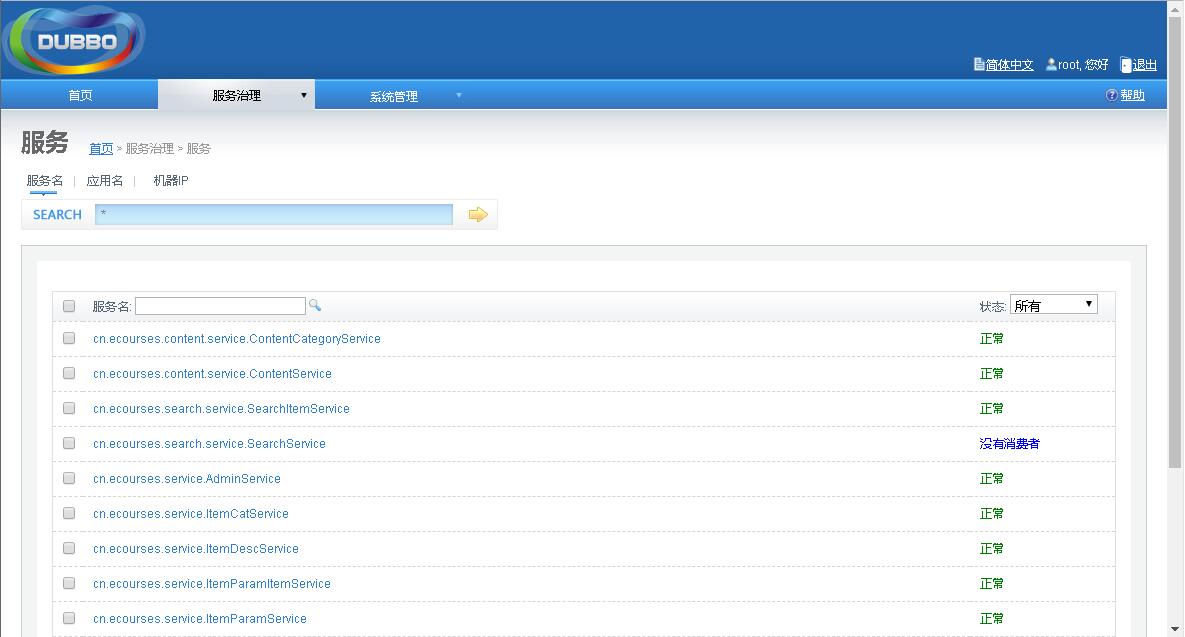 DUBBO
简体中文 root, 您好 退出
首页 服务治理 系统管理 帮助
服务 首页 > 服务治理 > 服务
服务名 | 应用名 | 机器IP
SEARCH *
服务名: 状态: 所有
cn.ecourses.content.service.ContentCategoryService 正常
cn.ecourses.content.service.ContentService 正常
cn.ecourses.search.service.SearchItemService 正常
cn.ecourses.search.service.SearchService 没有消费者
cn.ecourses.service.AdminService 正常
cn.ecourses.service.ItemCatService 正常
cn.ecourses.service.ItemDescService 正常
cn.ecourses.service.ItemParamItemService 正常
cn.ecourses.service.ItemParamService 正常